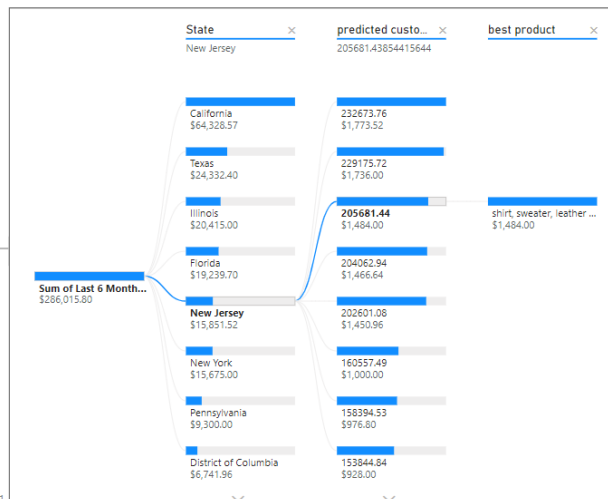 State
New Jersey
predicted custo...
205681.43854415644
best product
Sum of Last 6 Month...
$286,015.80
California
$64,328.57
Texas
$24,332.40
Illinois
$20,415.00
Florida
$19,239.70
New Jersey
$15,851.52
New York
$15,675.00
Pennsylvania
$9,300.00
District of Columbia
$6,741.96
232673.76
$1,773.52
229175.72
$1,736.00
205681.44
$1,484.00
204062.94
$1,466.64
202601.08
$1,450.96
160557.49
$1,000.00
158394.53
$976.80
153844.84
$928.00
shirt, sweater, leather ...
$1,484.00